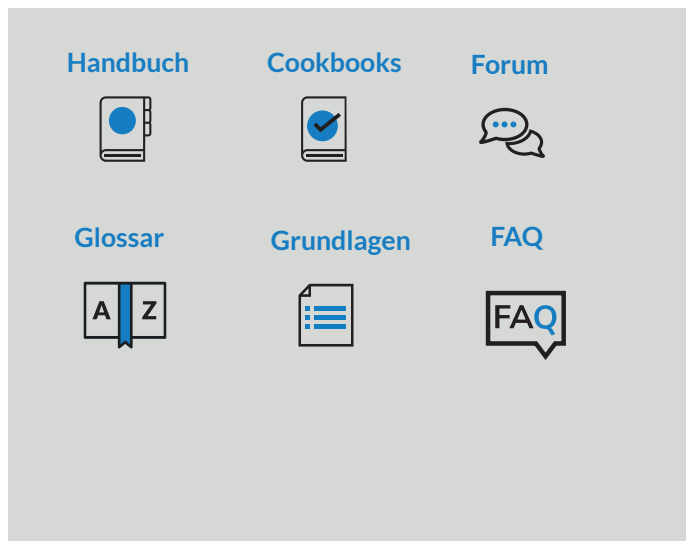 Handbuch
Cookbooks
Forum
Glossar
Grundlagen
FAQ
A Z
FAQ